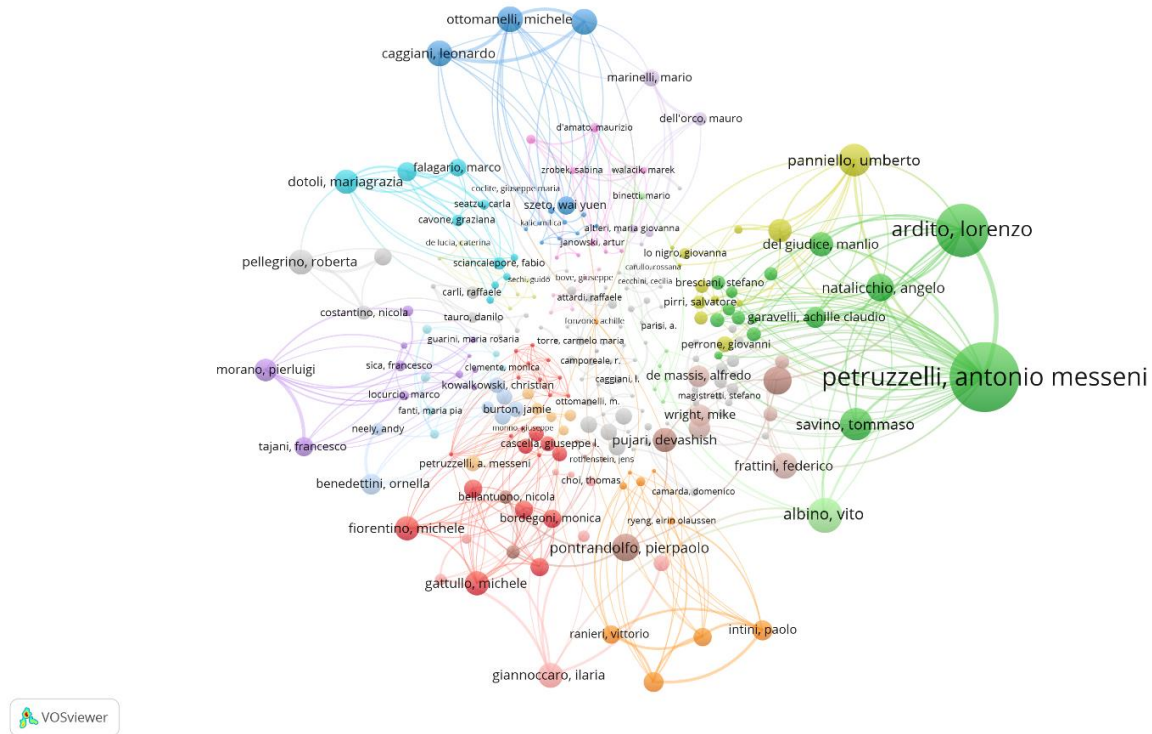 ottomanelli, michele
caggiani, leonardo
marinelli, mario
dell'orco, mauro
d'amato, maurizio
panniello, umberto
falagario, marco
zrobek, sabina
walacik, marek
dotoli, mariagrazia
coclite, giuseppe maria
seatzu, carla
szeto, wai yuen
binetti, mario
cavone, graziana
altieri, maria giovanna
ardito, lorenzo
de lucia, caterina
janowski, artur
del giudice, manlio
lo nigro, giovanna
pellegrino, roberta
sciancalepore, fabio
cafullo, rossana
sechi, guido
bove, giuseppe
cecchini, cecilia
bresciani, stefano
natalicchio, angelo
carli, raffaele
attardi, raffaele
pirri, salvatore
costantino, nicola
tauro, danilo
fonzono, achille
parisi, a.
garavelli, achille claudio
guarini, maria rosaria
torre, carmelo maria
perrone, giovanni
camporeale, r.
sica, francesco
clemente, monica
morano, pierluigi
caggiani, l.
de massis, alfredo
petruzzelli, antonio messeni
kowalkowski, christian
locurcio, marco
ottomanelli, m.
magistretti, stefano
fanti, maria pia
burton, jamie
wright, mike
neely, andy
savino, tommaso
tajani, francesco
cascella, giuseppe l.
pujari, devashish
rothenstein, jens
petruzzelli, a. messeni
frattini, federico
benedettini, ornella
choi, thomas
bellantuono, nicola
camarda, domenico
albino, vito
bordegoni, monica
ryeng, eirin olaussen
fiorentino, michele
pontrandolfo, pierpaolo
gattullo, michele
ranieri, vittorio
intini, paolo
giannoccaro, ilaria
VOSviewer